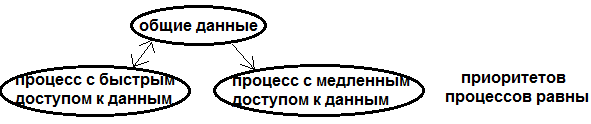 общие данные
процесс с быстрым
доступом к данным
процесс с медленным
доступом к данным
приоритетов
процессов равны